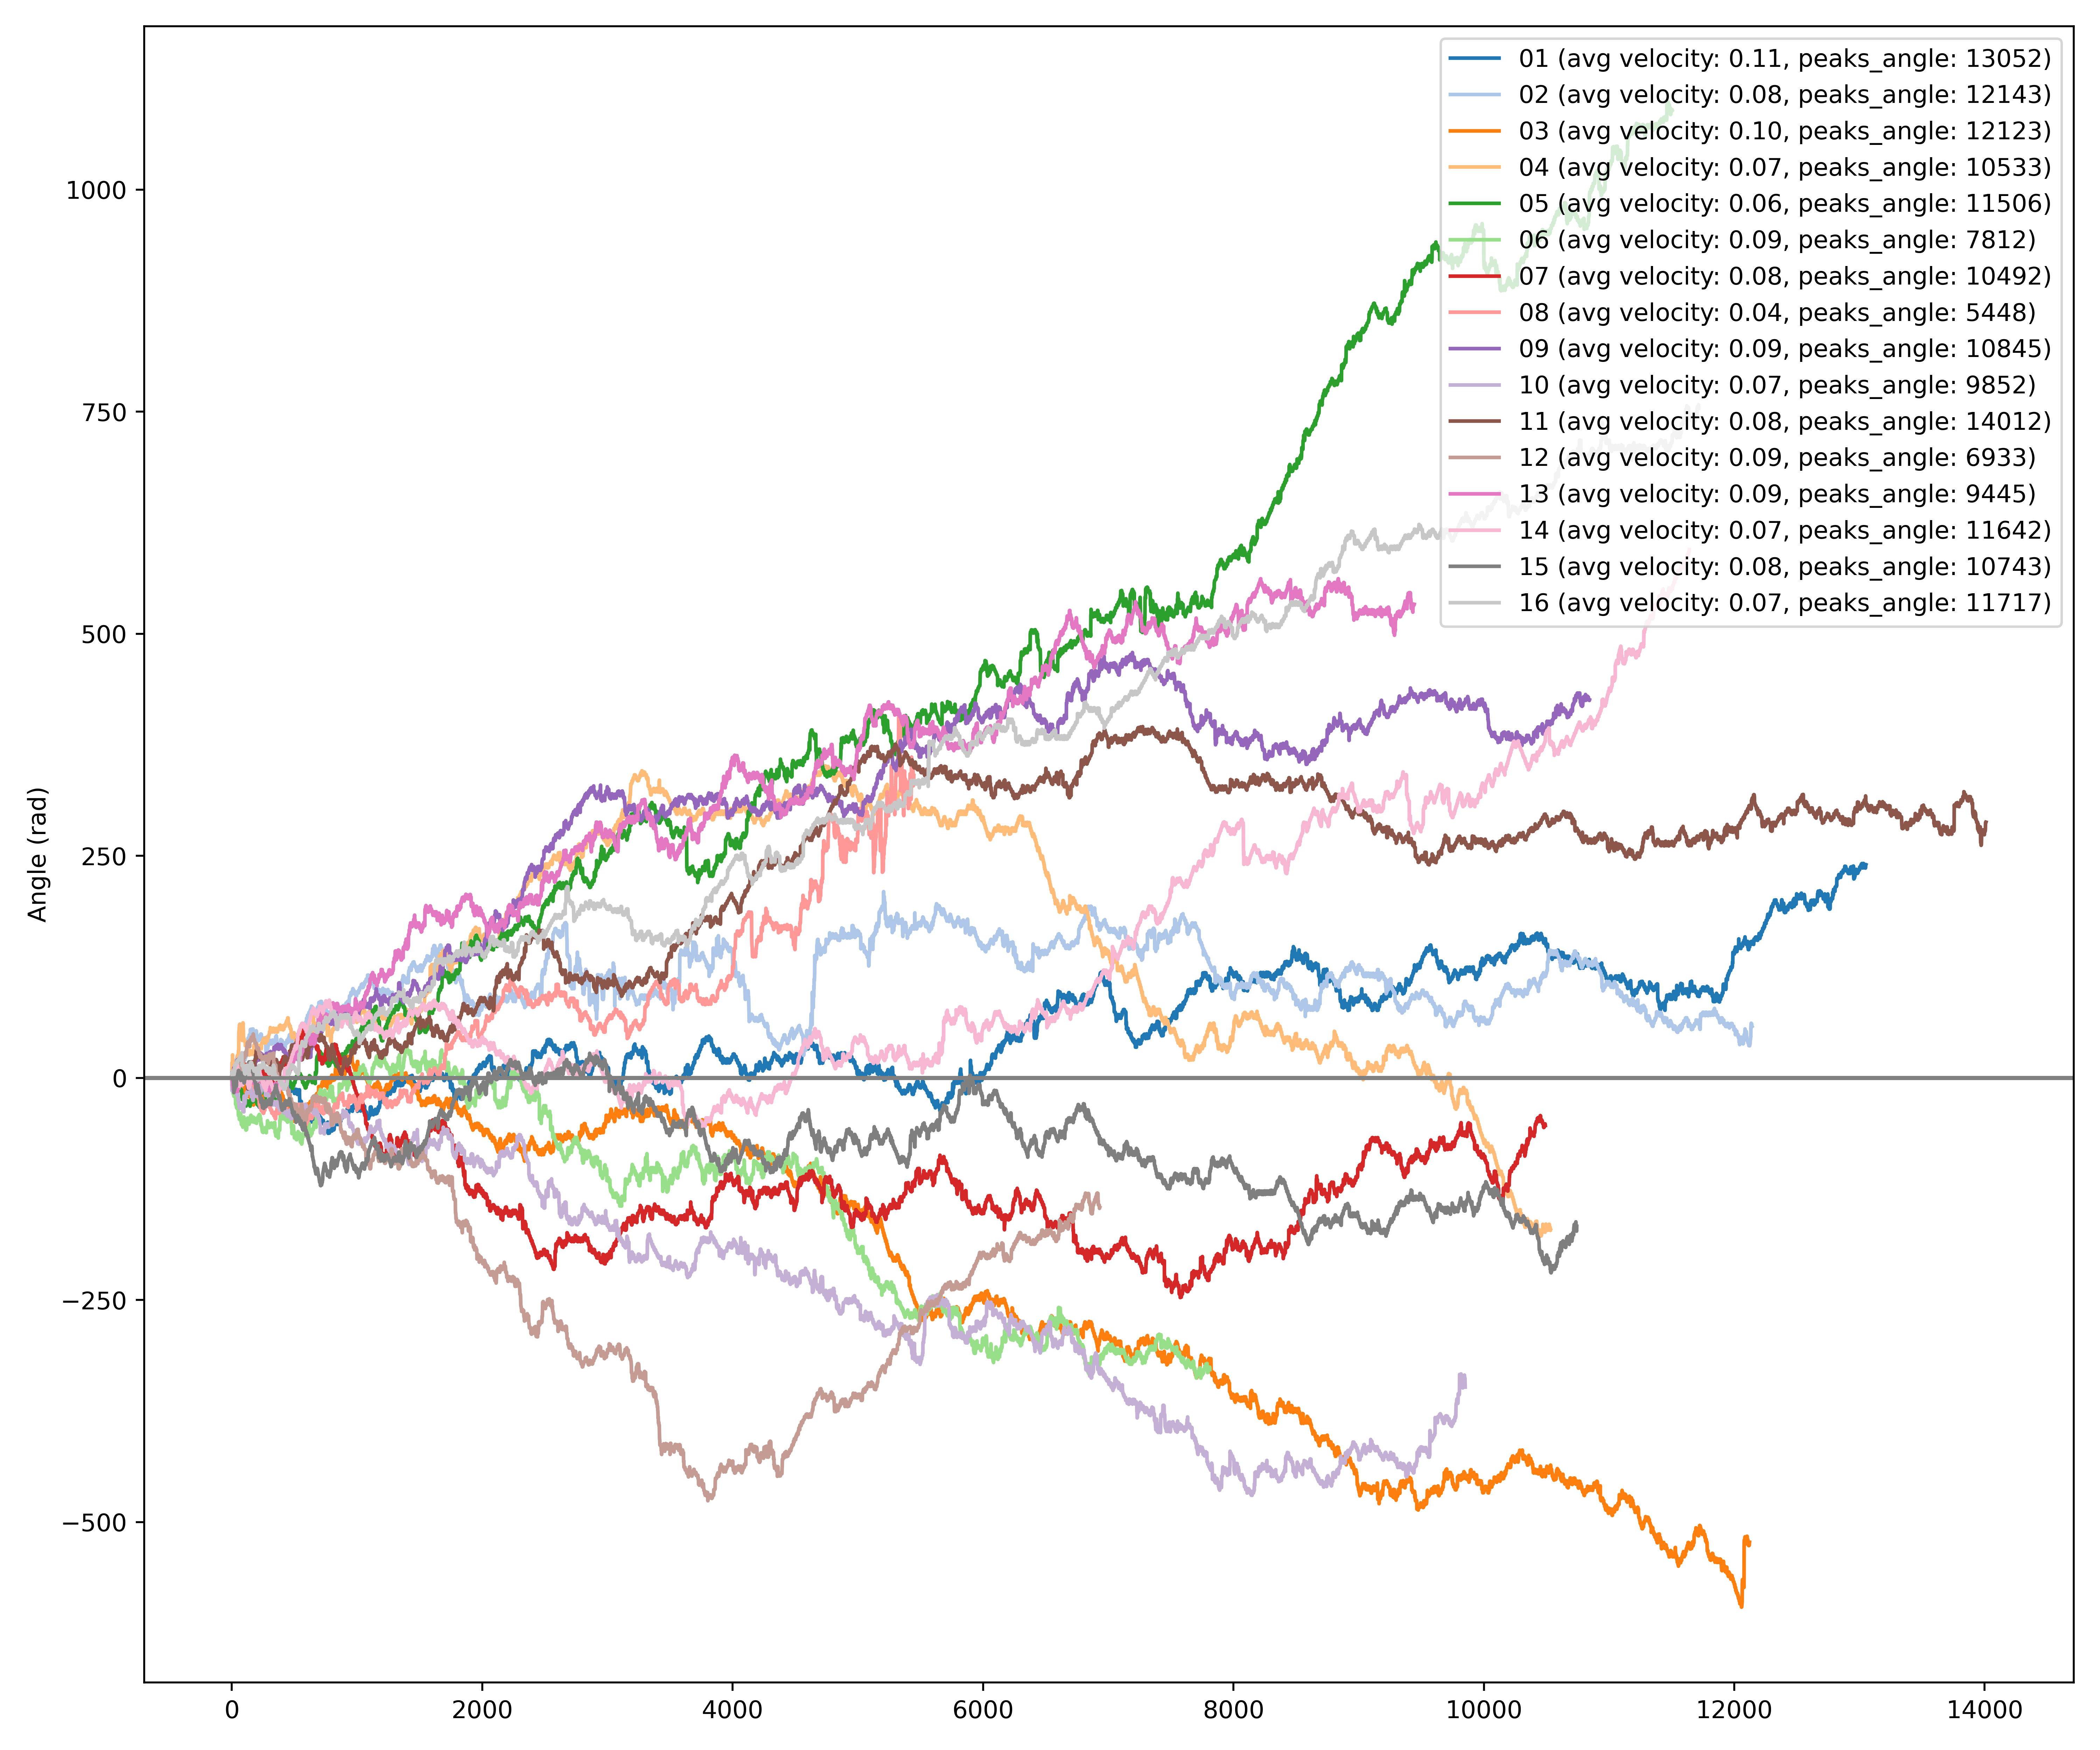 01 (avg velocity: 0.11, peaks_angle: 13052)
02 (avg velocity: 0.08, peaks_angle: 12143)
03 (avg velocity: 0.10, peaks_angle: 12123)
04 (avg velocity: 0.07, peaks_angle: 10533)
05 (avg velocity: 0.06, peaks_angle: 11506)
06 (avg velocity: 0.09, peaks_angle: 7812)
07 (avg velocity: 0.08, peaks_angle: 10492)
08 (avg velocity: 0.04, peaks_angle: 5448)
09 (avg velocity: 0.09, peaks_angle: 10845)
10 (avg velocity: 0.07, peaks_angle: 9852)
11 (avg velocity: 0.08, peaks_angle: 14012)
12 (avg velocity: 0.09, peaks_angle: 6933)
13 (avg velocity: 0.09, peaks_angle: 9445)
14 (avg velocity: 0.07, peaks_angle: 11642)
15 (avg velocity: 0.08, peaks_angle: 10743)
16 (avg velocity: 0.07, peaks_angle: 11717)
Angle (rad)
1000
750
500
250
0
−250
−500
0 2000 4000 6000 8000 10000 12000 14000